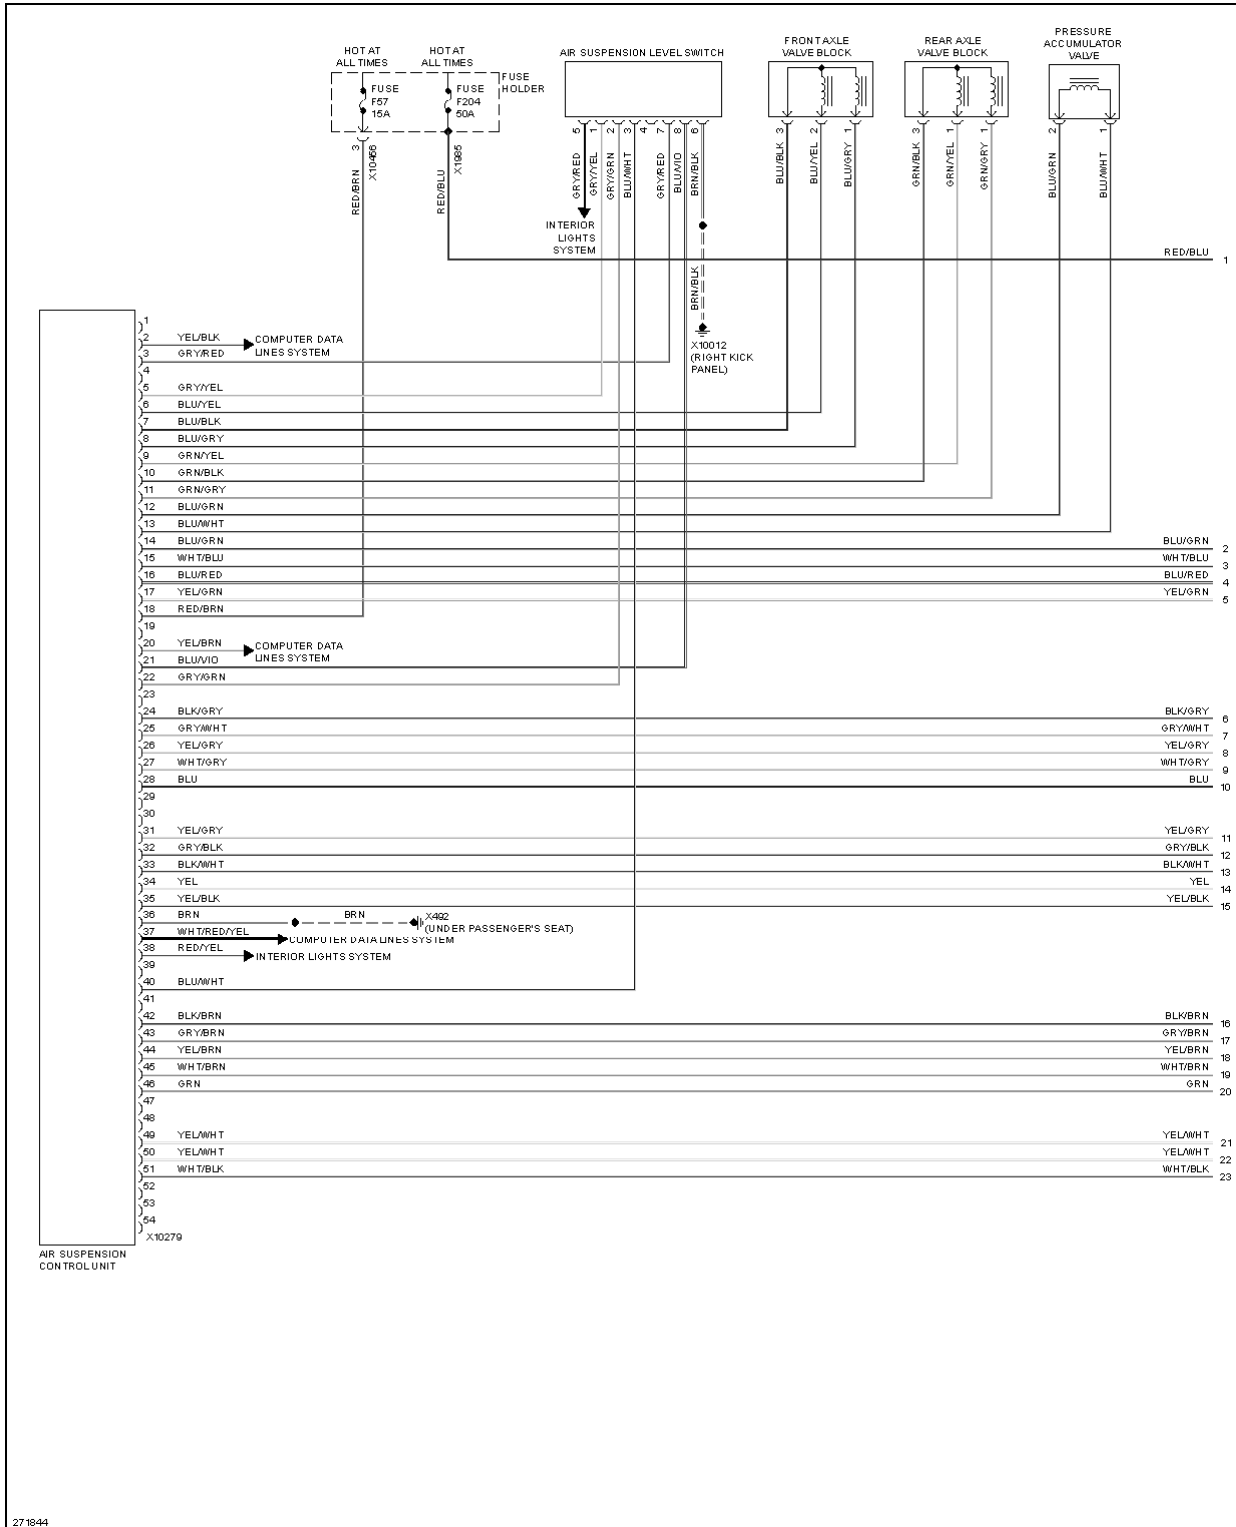 HOT AT
ALL TIMES
HOT AT
ALL TIMES
FUSE
F57
15A
FUSE
F204
50A
FUSE
HOLDER
AIR SUSPENSION LEVEL SWITCH
FRONT AXLE
VALVE BLOCK
REAR AXLE
VALVE BLOCK
PRESSURE
ACCUMULATOR
VALVE
3
X10466
X1985
RED/BRN
RED/BLU
5
1
2
3
4
7
8
6
GRY/RED
GRY/YEL
GRY/GRN
BLU/WHT
GRY/RED
BLU/VIO
BRN/BLK
3
2
1
BLU/BLK
BLU/YEL
BLU/GRY
3
1
1
GRN/BLK
GRN/YEL
GRN/GRY
2
1
BLU/GRN
BLU/WHT
INTERIOR
LIGHTS
SYSTEM
RED/BLU 1
BRN/BLK
X10012
(RIGHT KICK
PANEL)
1
2 YEL/BLK
COMPUTER DATA
LINES SYSTEM
3 GRY/RED
4
5 GRY/YEL
6 BLU/YEL
7 BLU/BLK
8 BLU/GRY
9 GRN/YEL
10 GRN/BLK
11 GRN/GRY
12 BLU/GRN
13 BLU/WHT
14 BLU/GRN BLU/GRN 2
15 WHT/BLU WHT/BLU 3
16 BLU/RED BLU/RED 4
17 YEL/GRN YEL/GRN 5
18 RED/BRN
19
20 YEL/BRN
COMPUTER DATA
LINES SYSTEM
21 BLU/VIO
22 GRY/GRN
23
24 BLK/GRY BLK/GRY 6
25 GRY/WHT GRY/WHT 7
26 YEL/GRY YEL/GRY 8
27 WHT/GRY WHT/GRY 9
28 BLU BLU 10
29
30
31 YEL/GRY YEL/GRY 11
32 GRY/BLK GRY/BLK 12
33 BLK/WHT BLK/WHT 13
34 YEL YEL 14
35 YEL/BLK YEL/BLK 15
36 BRN BRN X492
(UNDER PASSENGER'S SEAT)
37 WHT/RED/YEL COMPUTER DATA LINES SYSTEM
38 RED/YEL INTERIOR LIGHTS SYSTEM
39
40 BLU/WHT
41
42 BLK/BRN BLK/BRN 16
43 GRY/BRN GRY/BRN 17
44 YEL/BRN YEL/BRN 18
45 WHT/BRN WHT/BRN 19
46 GRN GRN 20
47
48
49 YEL/WHT YEL/WHT 21
50 YEL/WHT YEL/WHT 22
51 WHT/BLK WHT/BLK 23
52
53
54
X10279
AIR SUSPENSION
CONTROL UNIT
271844